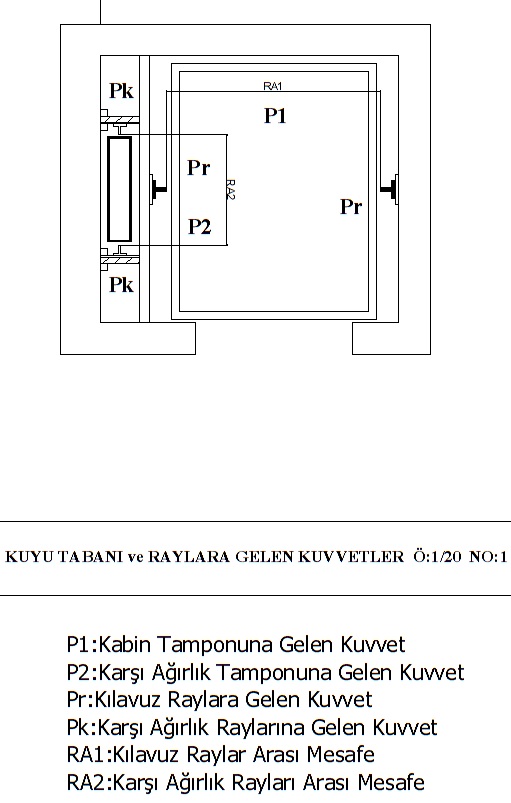 RA1
Pk
P1
Pr
RA2
Pr
P2
Pk
KUYU TABANI ve RAYLARA GELEN KUVVETLER Ö:1/20 NO:1
P1:Kabin Tamponuna Gelen Kuvvet
P2:Karşı Ağırlık Tamponuna Gelen Kuvvet
Pr:Kılavuz Raylara Gelen Kuvvet
Pk:Karşı Ağırlık Raylarına Gelen Kuvvet
RA1:Kılavuz Raylar Arası Mesafe
RA2:Karşı Ağırlık Rayları Arası Mesafe